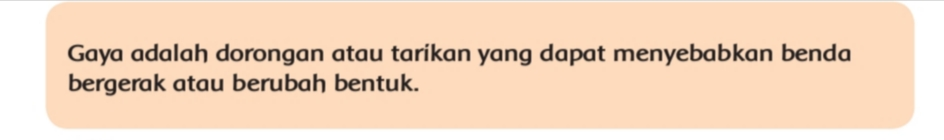 Gaya adalah dorongan atau tarikan yang dapat menyebabkan benda
bergerak atau berubah bentuk.